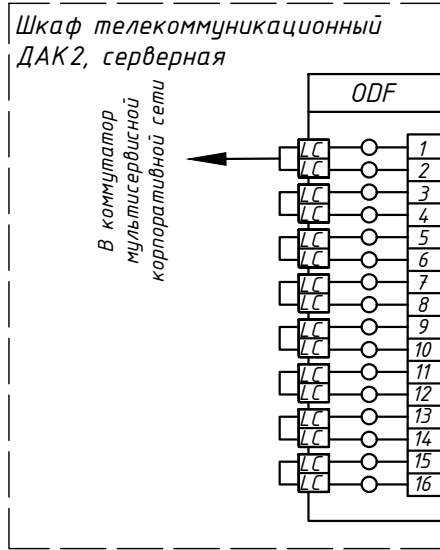 Шкаф телекоммуникационный
ДАК2, серверная
ODF
В коммутатор
мультисервисной
корпоративной сети
LC 1
LC 2
LC 3
LC 4
LC 5
LC 6
LC 7
LC 8
LC 9
LC 10
LC 11
LC 12
LC 13
LC 14
LC 15
LC 16